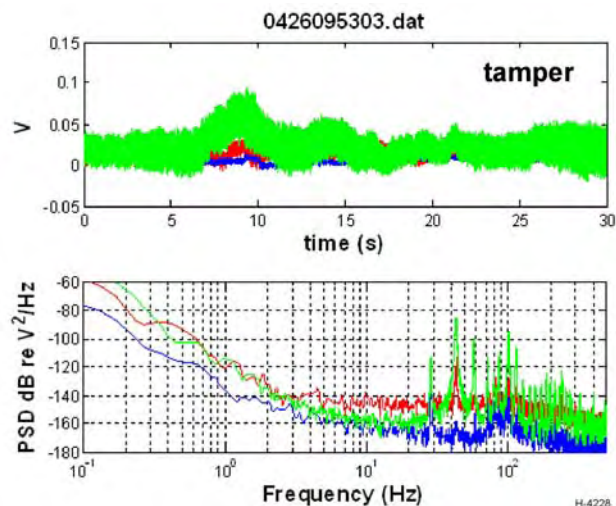 0426095303.dat
0.15
0.1
0.05
0
-0.05
V
tamper
0 5 10 15 20 25 30
time (s)
-60
-80
-100
-120
-140
-160
-180
PSD dB re V²/Hz
10⁻¹ 10⁰ 10¹ 10²
Frequency (Hz)
H-4228